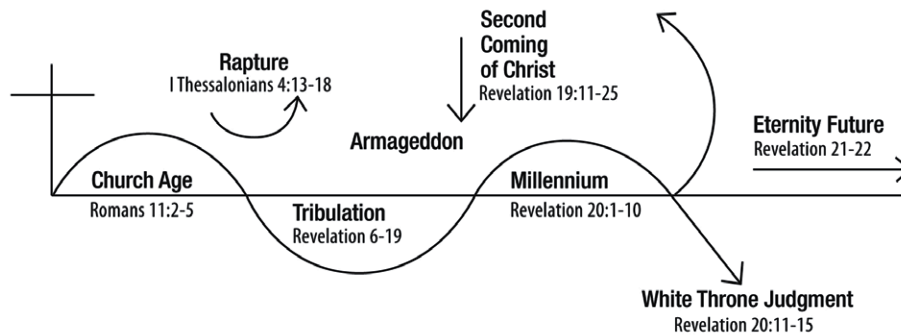 Second
Coming
of Christ
Revelation 19:11-25
Rapture
I Thessalonians 4:13-18
Armageddon
Eternity Future
Revelation 21-22
Church Age
Romans 11:2-5
Tribulation
Revelation 6-19
Millennium
Revelation 20:1-10
White Throne Judgment
Revelation 20:11-15